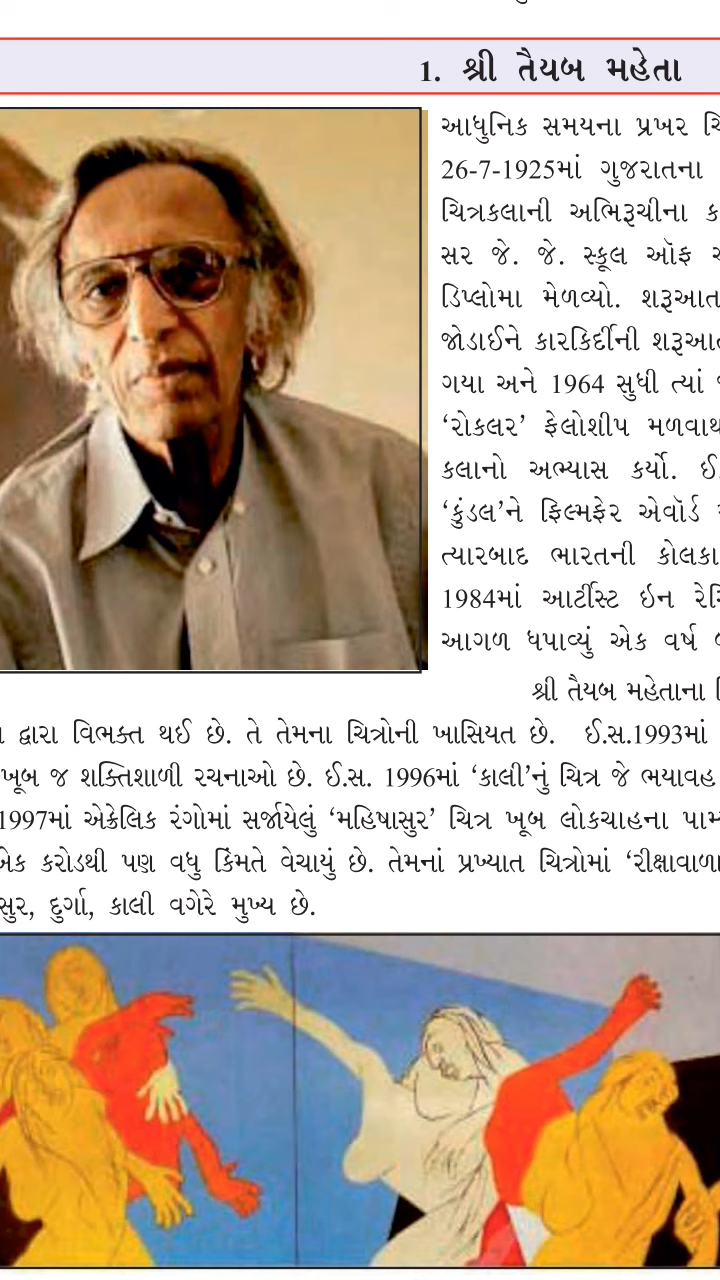 1. શ્રી તૈયબ મહેતા
આધુનિક સમયના પ્રખર
26-7-1925માં ગુજરાતના
ચિત્રકલાની અભિરૂચીના
સર જે. જે. સ્કૂલ ઑફ
ડિપ્લોમા મેળવ્યો. શરૂઆત
જોડાઈને કારકિર્દીની શરૂઆત
ગયા અને 1964 સુધી ત્યાં
‘રોકલર’ ફેલોશીપ મળવાથ
કલાનો અભ્યાસ કર્યો. ઈ.
‘કુંડલ’ને ફિલ્મફેર એવૉર્ડ
ત્યારબાદ ભારતની કોલકા
1984માં આર્ટીસ્ટ ઇન
આગળ ધપાવ્યું એક વર્ષ
શ્રી તૈયબ મહેતાના
દ્વારા વિભક્ત થઈ છે. તે તેમના ચિત્રોની ખાસિયત છે. ઈ.સ.1993માં
ખૂબ જ શક્તિશાળી રચનાઓ છે. ઈ.સ. 1996માં ‘કાલી’નું ચિત્ર જે ભયાવહ
1997માં એક્રેલિક રંગોમાં સર્જાયેલું ‘મહિષાસુર’ ચિત્ર ખૂબ લોકચાહના પામ
એક કરોડથી પણ વધુ કિંમતે વેચાયું છે. તેમનાં પ્રખ્યાત ચિત્રોમાં ‘રીક્ષાવાળા
સુર, દુર્ગા, કાલી વગેરે મુખ્ય છે.